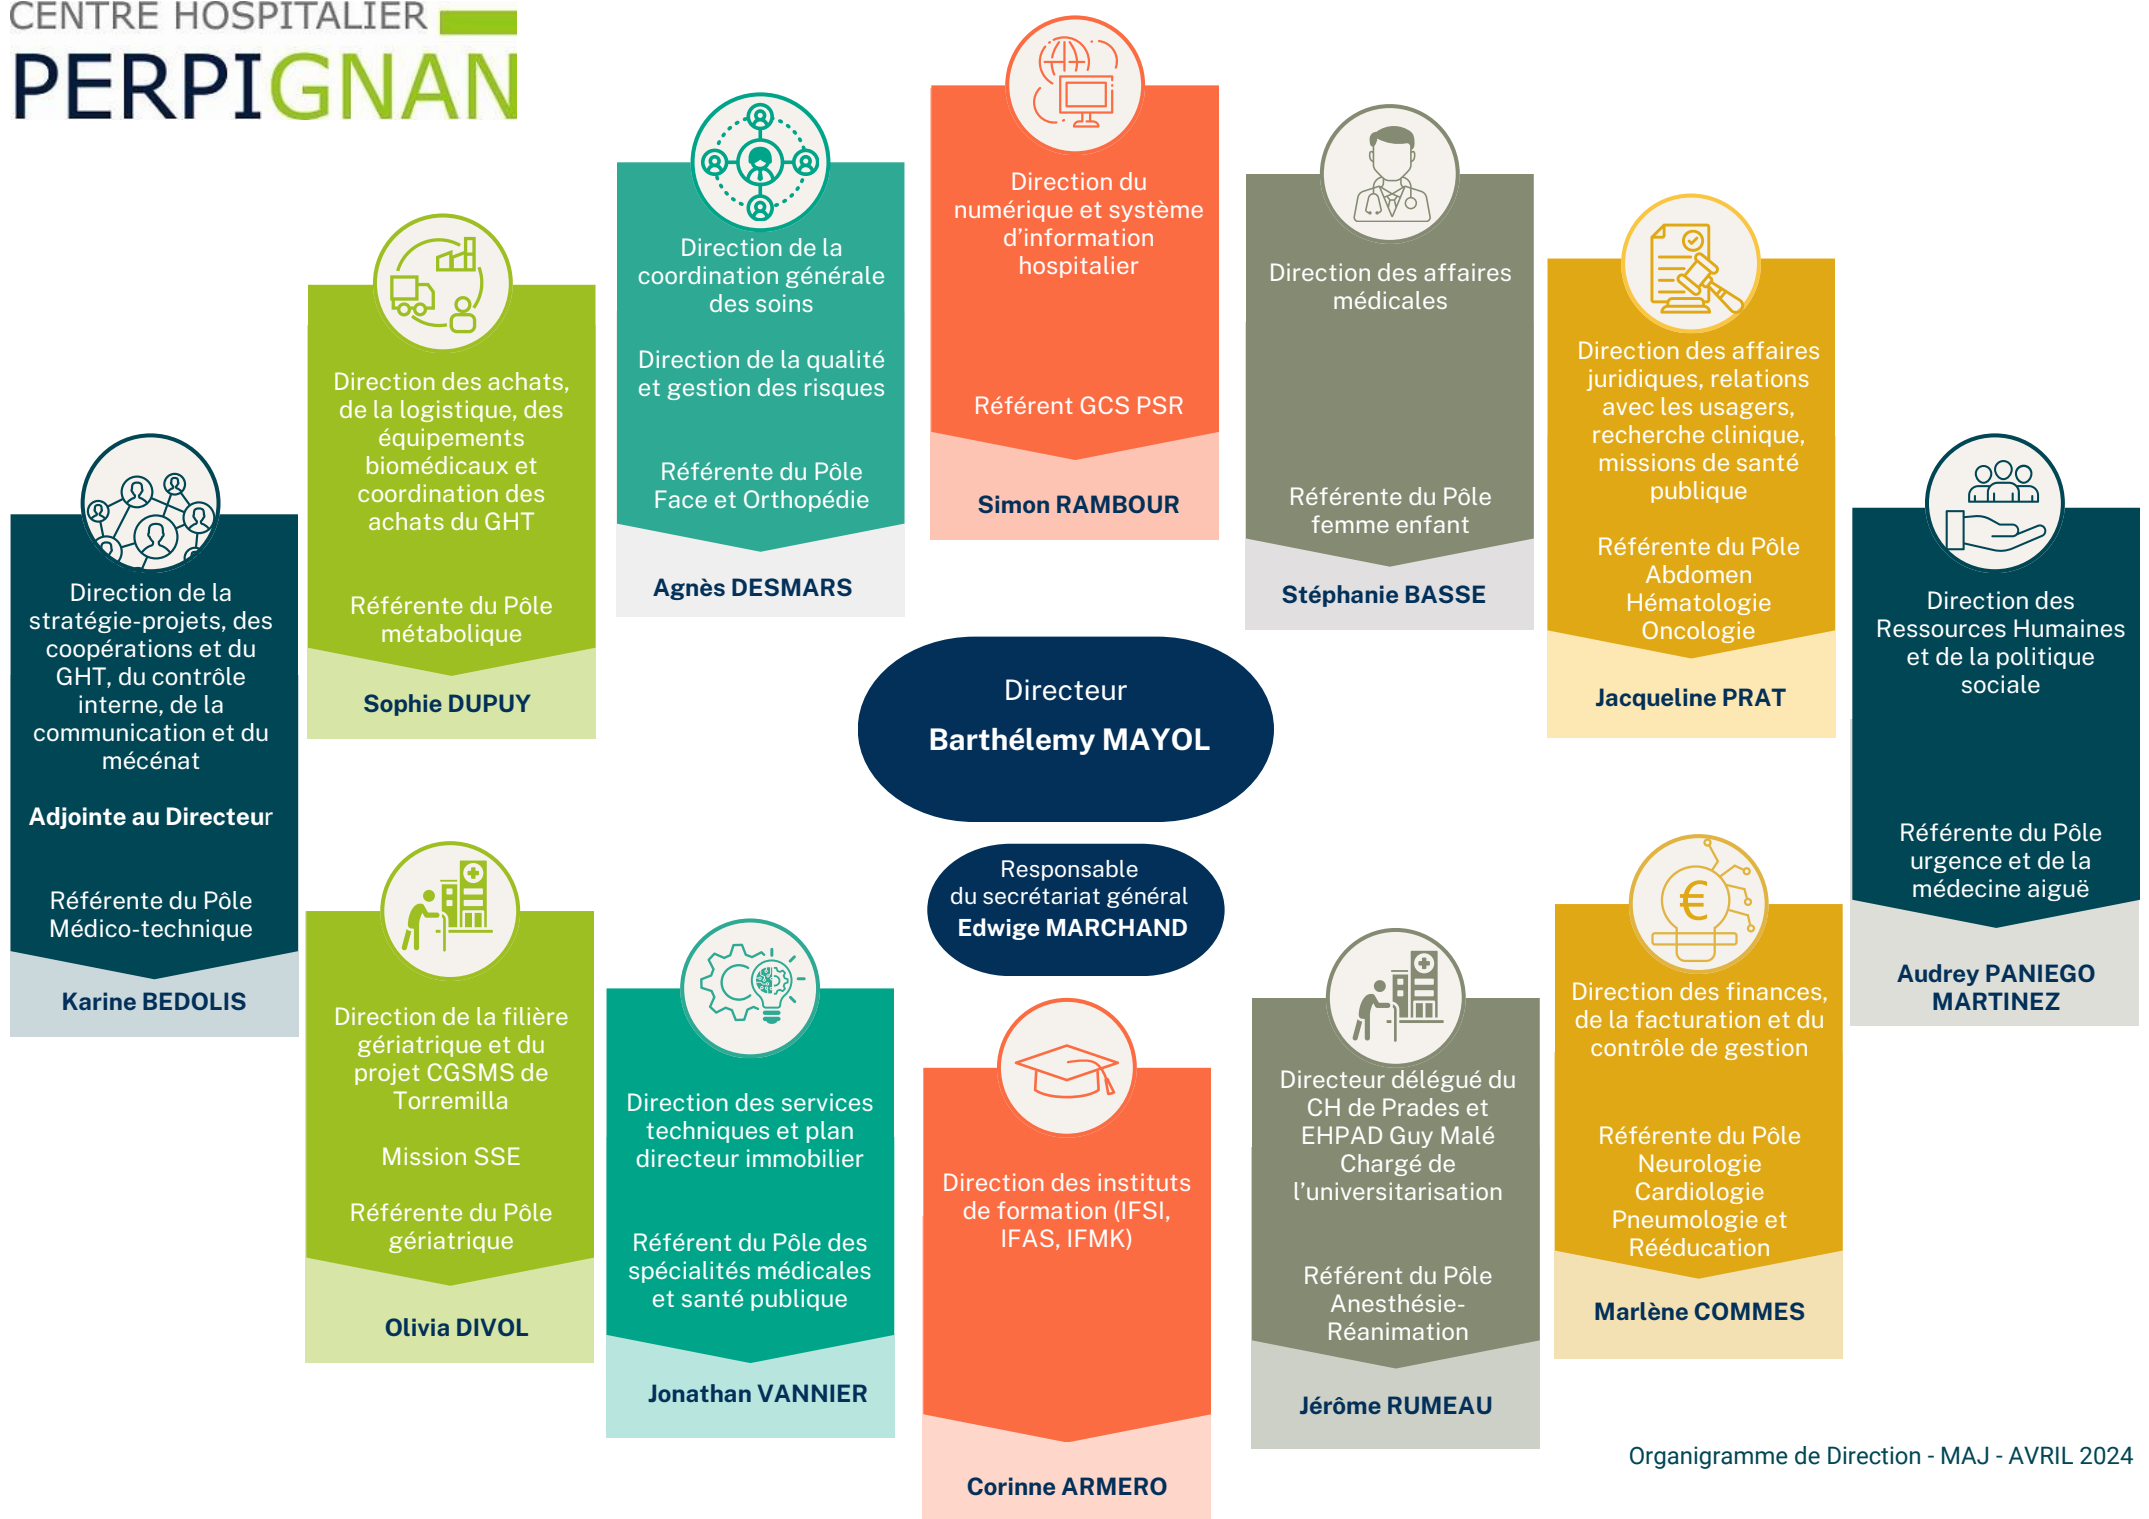 CENTRE HOSPITALIER
PERPIGNAN
Direction de la
stratégie-projets, des
coopérations et du
GHT, du contrôle
interne, de la
communication et du
mécénat
Adjointe au Directeur
Référente du Pôle
Médico-technique
Karine BEDOLIS
Direction des achats,
de la logistique, des
équipements
biomédicaux et
coordination des
achats du GHT
Référente du Pôle
métabolique
Sophie DUPUY
Direction de la
coordination générale
des soins
Direction de la qualité
et gestion des risques
Référente du Pôle
Face et Orthopédie
Agnès DESMARS
Direction du
numérique et système
d'information
hospitalier
Référent GCS PSR
Simon RAMBOUR
Direction des affaires
médicales
Référente du Pôle
femme enfant
Stéphanie BASSE
Direction des affaires
juridiques, relations
avec les usagers,
recherche clinique,
missions de santé
publique
Référente du Pôle
Abdomen
Hématologie
Oncologie
Jacqueline PRAT
Direction des
Ressources Humaines
et de la politique
sociale
Référente du Pôle
urgence et de la
médecine aiguë
Audrey PANIEGO
MARTINEZ
Directeur
Barthélemy MAYOL
Responsable
du secrétariat général
Edwige MARCHAND
Direction de la filière
gériatrique et du
projet CGSMS de
Torremilla
Mission SSE
Référente du Pôle
gériatrique
Olivia DIVOL
Direction des services
techniques et plan
directeur immobilier
Référent du Pôle des
spécialités médicales
et santé publique
Jonathan VANNIER
Direction des instituts
de formation (IFSI,
IFAS, IFMK)
Corinne ARMERO
Directeur délégué du
CH de Prades et
EHPAD Guy Malé
Chargé de
l'universitarisation
Référent du Pôle
Anesthésie-
Réanimation
Jérôme RUMEAU
€
Direction des finances,
de la facturation et du
contrôle de gestion
Référente du Pôle
Neurologie
Cardiologie
Pneumologie et
Rééducation
Marlène COMMES
Organigramme de Direction - MAJ - AVRIL 2024